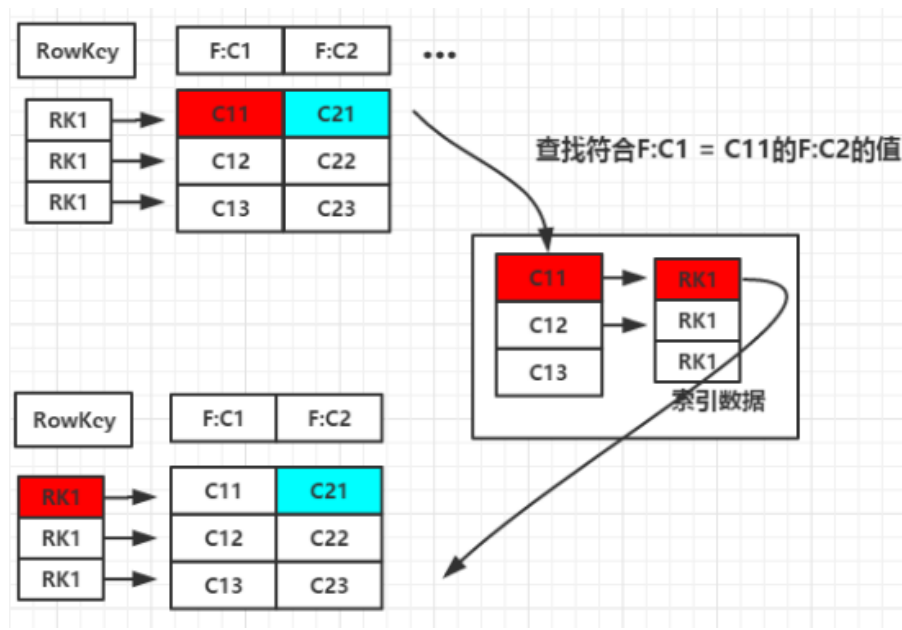 RowKey F:C1 F:C2 •••
RK1 C11 C21
RK1 C12 C22
RK1 C13 C23
查找符合F:C1 = C11的F:C2的值
C11 RK1
C12 RK1
C13 RK1
索引数据
RowKey F:C1 F:C2
RK1 C11 C21
RK1 C12 C22
RK1 C13 C23